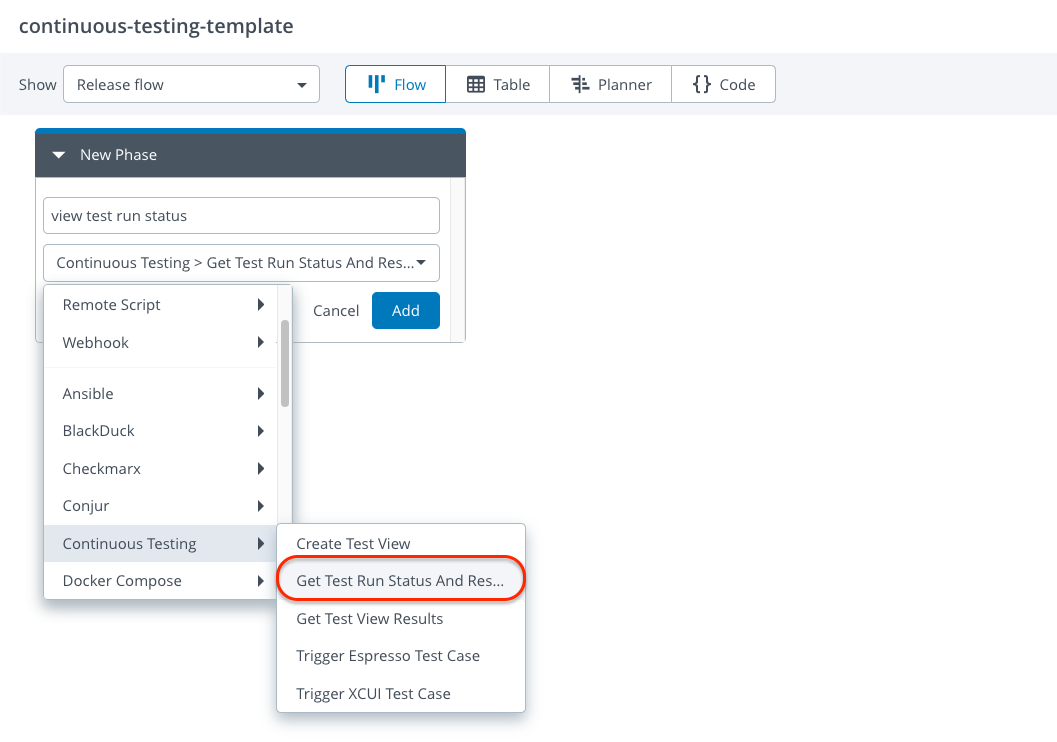 continuous-testing-template
Show Release flow Flow Table Planner {} Code
New Phase
view test run status
Continuous Testing > Get Test Run Status And Res...
Cancel Add
Remote Script
Webhook
Ansible
BlackDuck
Checkmarx
Conjur
Continuous Testing
Docker Compose
Create Test View
Get Test Run Status And Res...
Get Test View Results
Trigger Espresso Test Case
Trigger XCUI Test Case